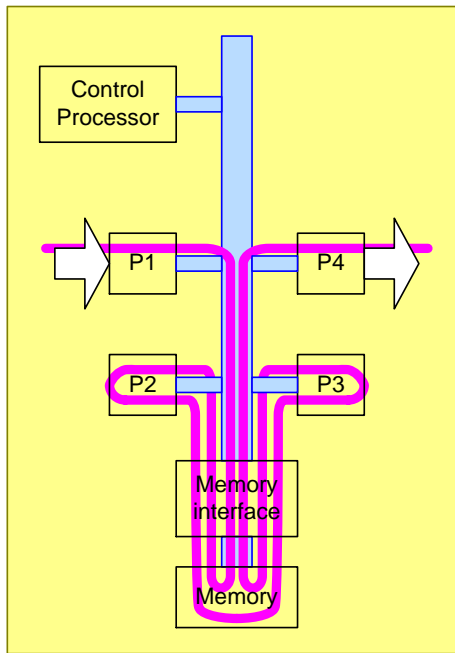 Control
Processor
P1
P4
P2
P3
Memory
interface
Memory